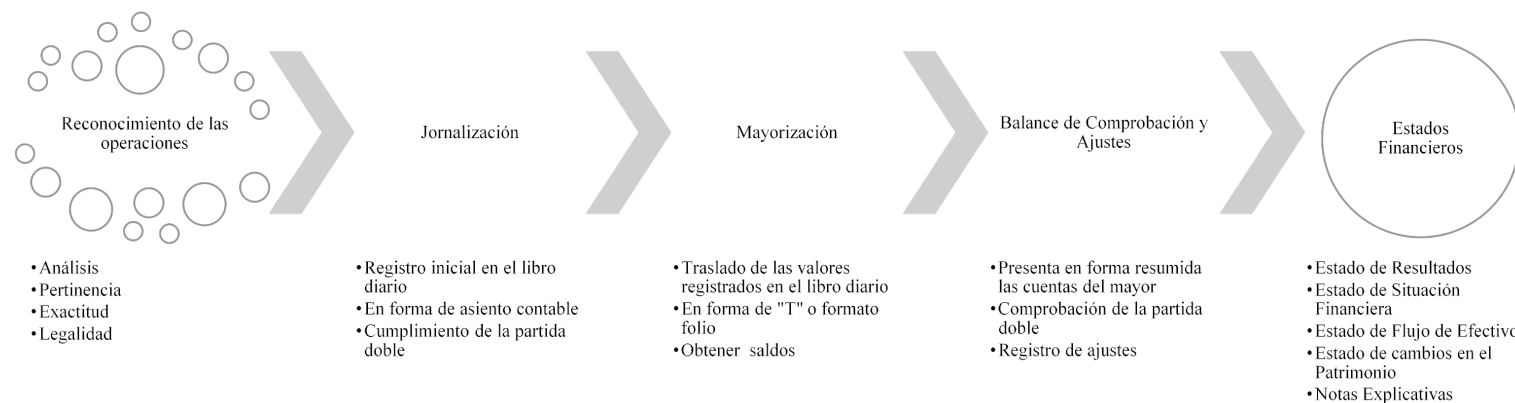 Reconocimiento de las
operaciones
Jornalización
Mayorización
Balance de Comprobación y
Ajustes
Estados
Financieros
• Análisis
• Pertinencia
• Exactitud
• Legalidad
• Registro inicial en el libro
diario
• En forma de asiento contable
• Cumplimiento de la partida
doble
• Traslado de las valores
registrados en el libro diario
• En forma de "T" o formato
folio
• Obtener saldos
• Presenta en forma resumida
las cuentas del mayor
• Comprobación de la partida
doble
• Registro de ajustes
• Estado de Resultados
• Estado de Situación
Financiera
• Estado de Flujo de Efectivo
• Estado de cambios en el
Patrimonio
• Notas Explicativas